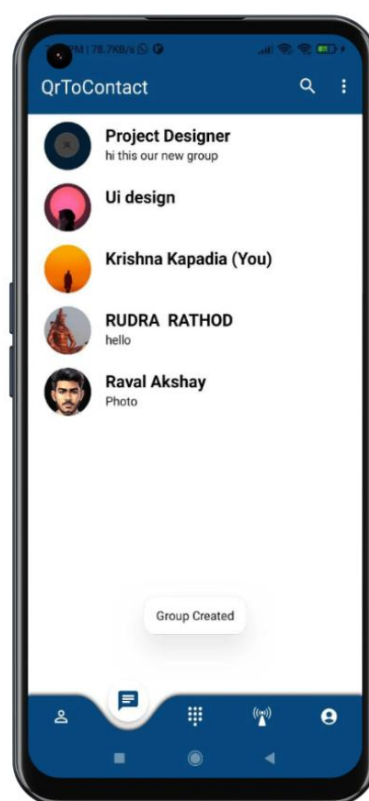 PM | 78.7KB/s
QrToContact
Project Designer
hi this our new group
Ui design
Krishna Kapadia (You)
RUDRA RATHOD
hello
Raval Akshay
Photo
Group Created